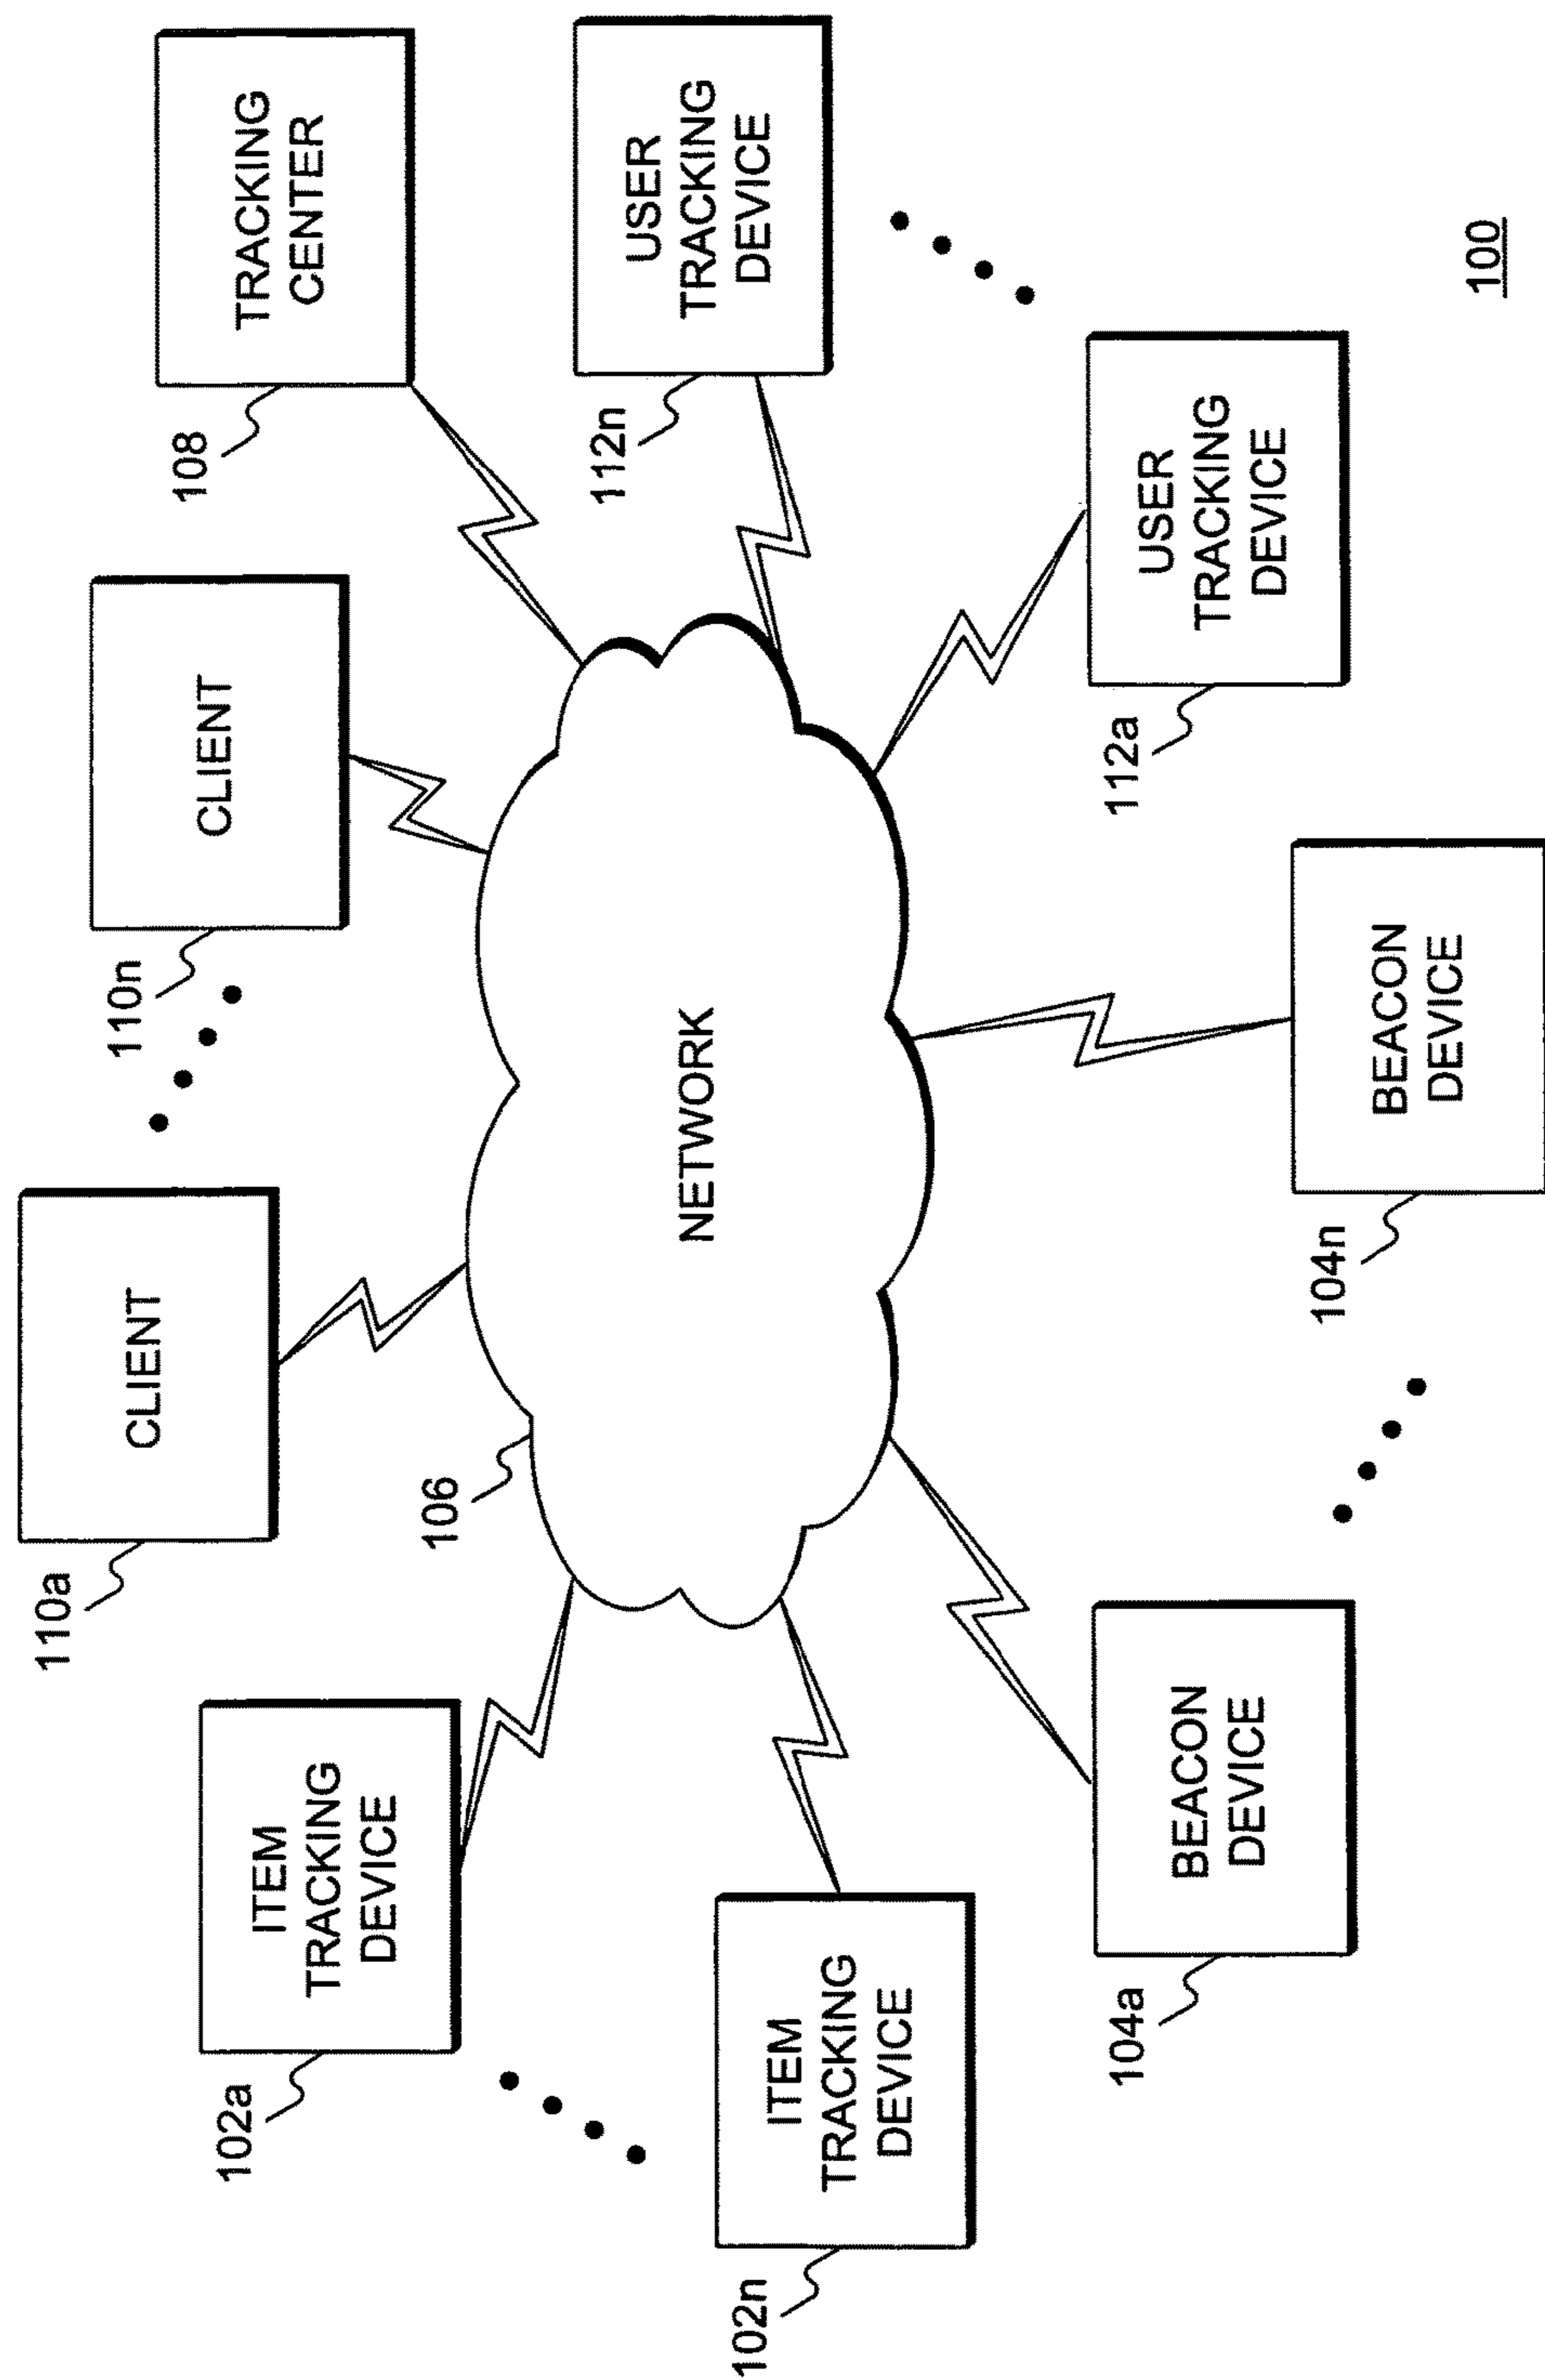 110a
CLIENT
110n
CLIENT
108
TRACKING
CENTER
102a
ITEM
TRACKING
DEVICE
106
NETWORK
112n
USER
TRACKING
DEVICE
102n
ITEM
TRACKING
DEVICE
104a
BEACON
DEVICE
104n
BEACON
DEVICE
112a
USER
TRACKING
DEVICE
100